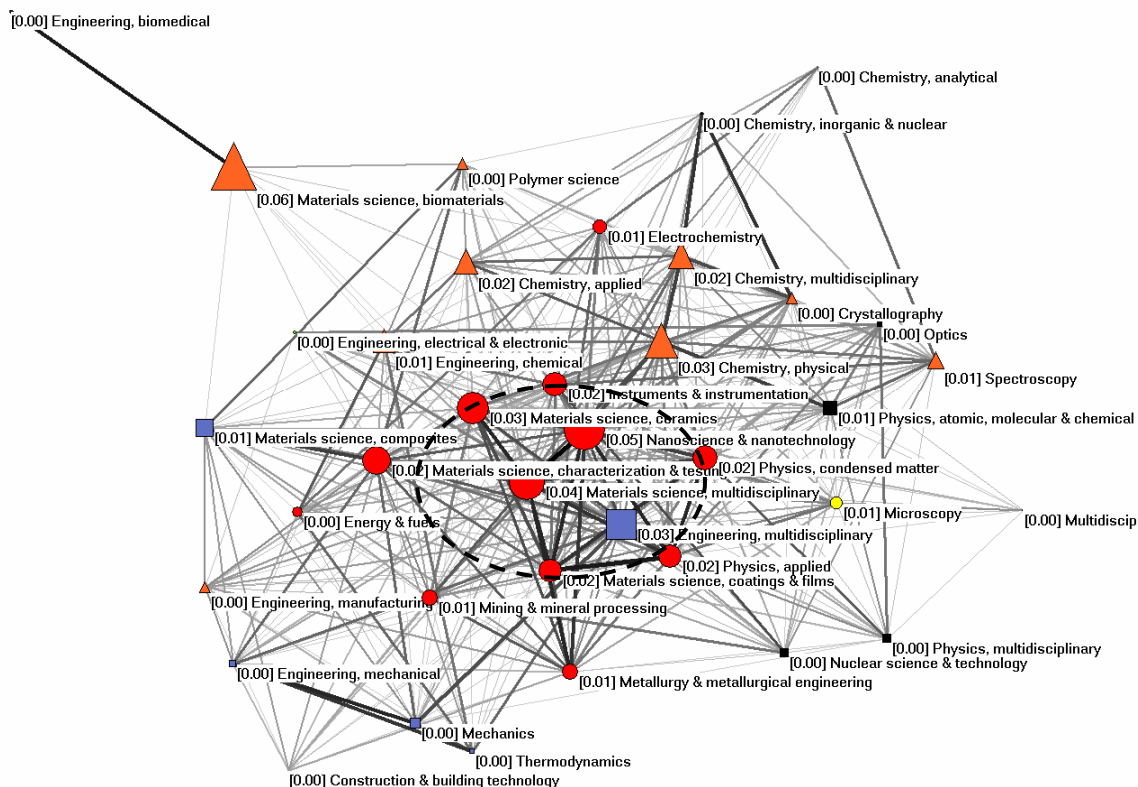 [0.00] Engineering, biomedical
[0.00] Chemistry, analytical
[0.00] Chemistry, inorganic & nuclear
[0.00] Polymer science
[0.06] Materials science, biomaterials
[0.01] Electrochemistry
[0.02] Chemistry, multidisciplinary
[0.02] Chemistry, applied
[0.00] Crystallography
[0.00] Optics
[0.00] Engineering, electrical & electronic
[0.01] Engineering, chemical
[0.03] Chemistry, physical
[0.01] Spectroscopy
[0.02] Instruments & instrumentation
[0.03] Materials science, ceramics
[0.01] Physics, atomic, molecular & chemical
[0.01] Materials science, composites
[0.05] Nanoscience & nanotechnology
[0.02] Materials science, characterization & testing
[0.02] Physics, condensed matter
[0.04] Materials science, multidisciplinary
[0.01] Microscopy
[0.00] Multidiscip
[0.00] Energy & fuels
[0.03] Engineering, multidisciplinary
[0.02] Physics, applied
[0.02] Materials science, coatings & films
[0.00] Engineering, manufacturing
[0.01] Mining & mineral processing
[0.00] Physics, multidisciplinary
[0.00] Nuclear science & technology
[0.00] Engineering, mechanical
[0.01] Metallurgy & metallurgical engineering
[0.00] Mechanics
[0.00] Thermodynamics
[0.00] Construction & building technology